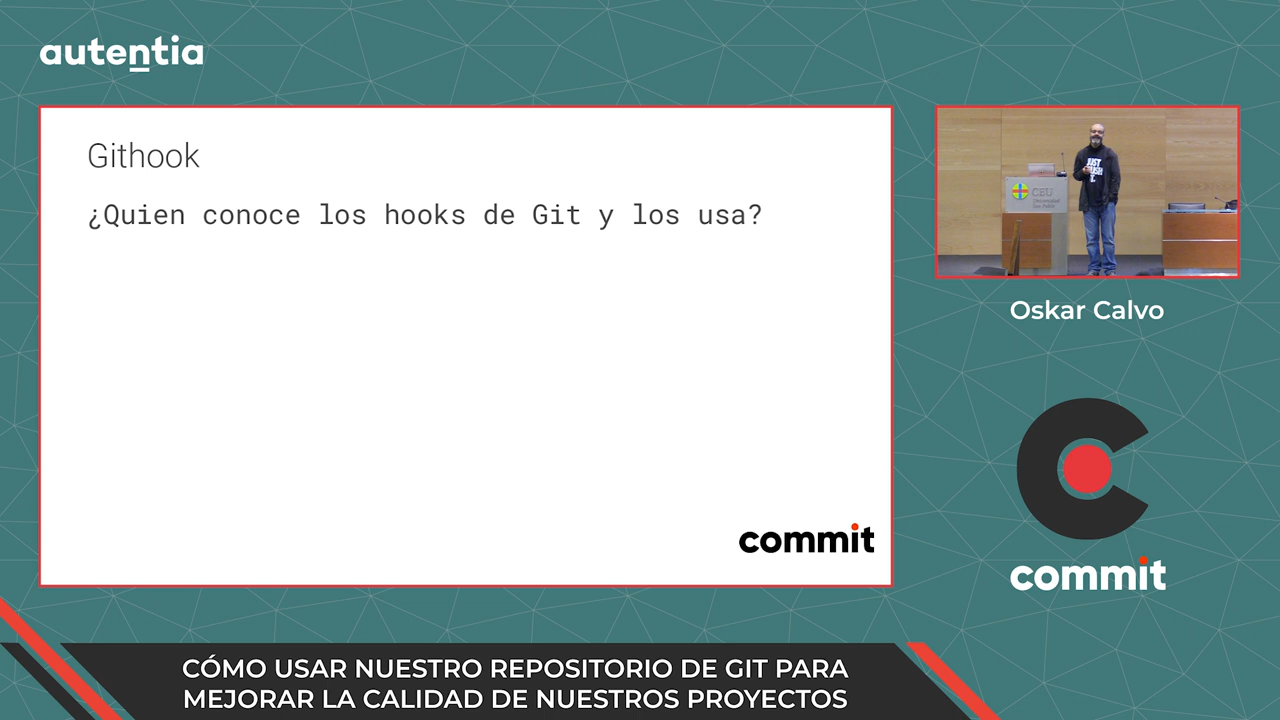 autentia
Githook
¿Quien conoce los hooks de Git y los usa?
commit
CEU
Oskar Calvo
commit
CÓMO USAR NUESTRO REPOSITORIO DE GIT PARA
MEJORAR LA CALIDAD DE NUESTROS PROYECTOS